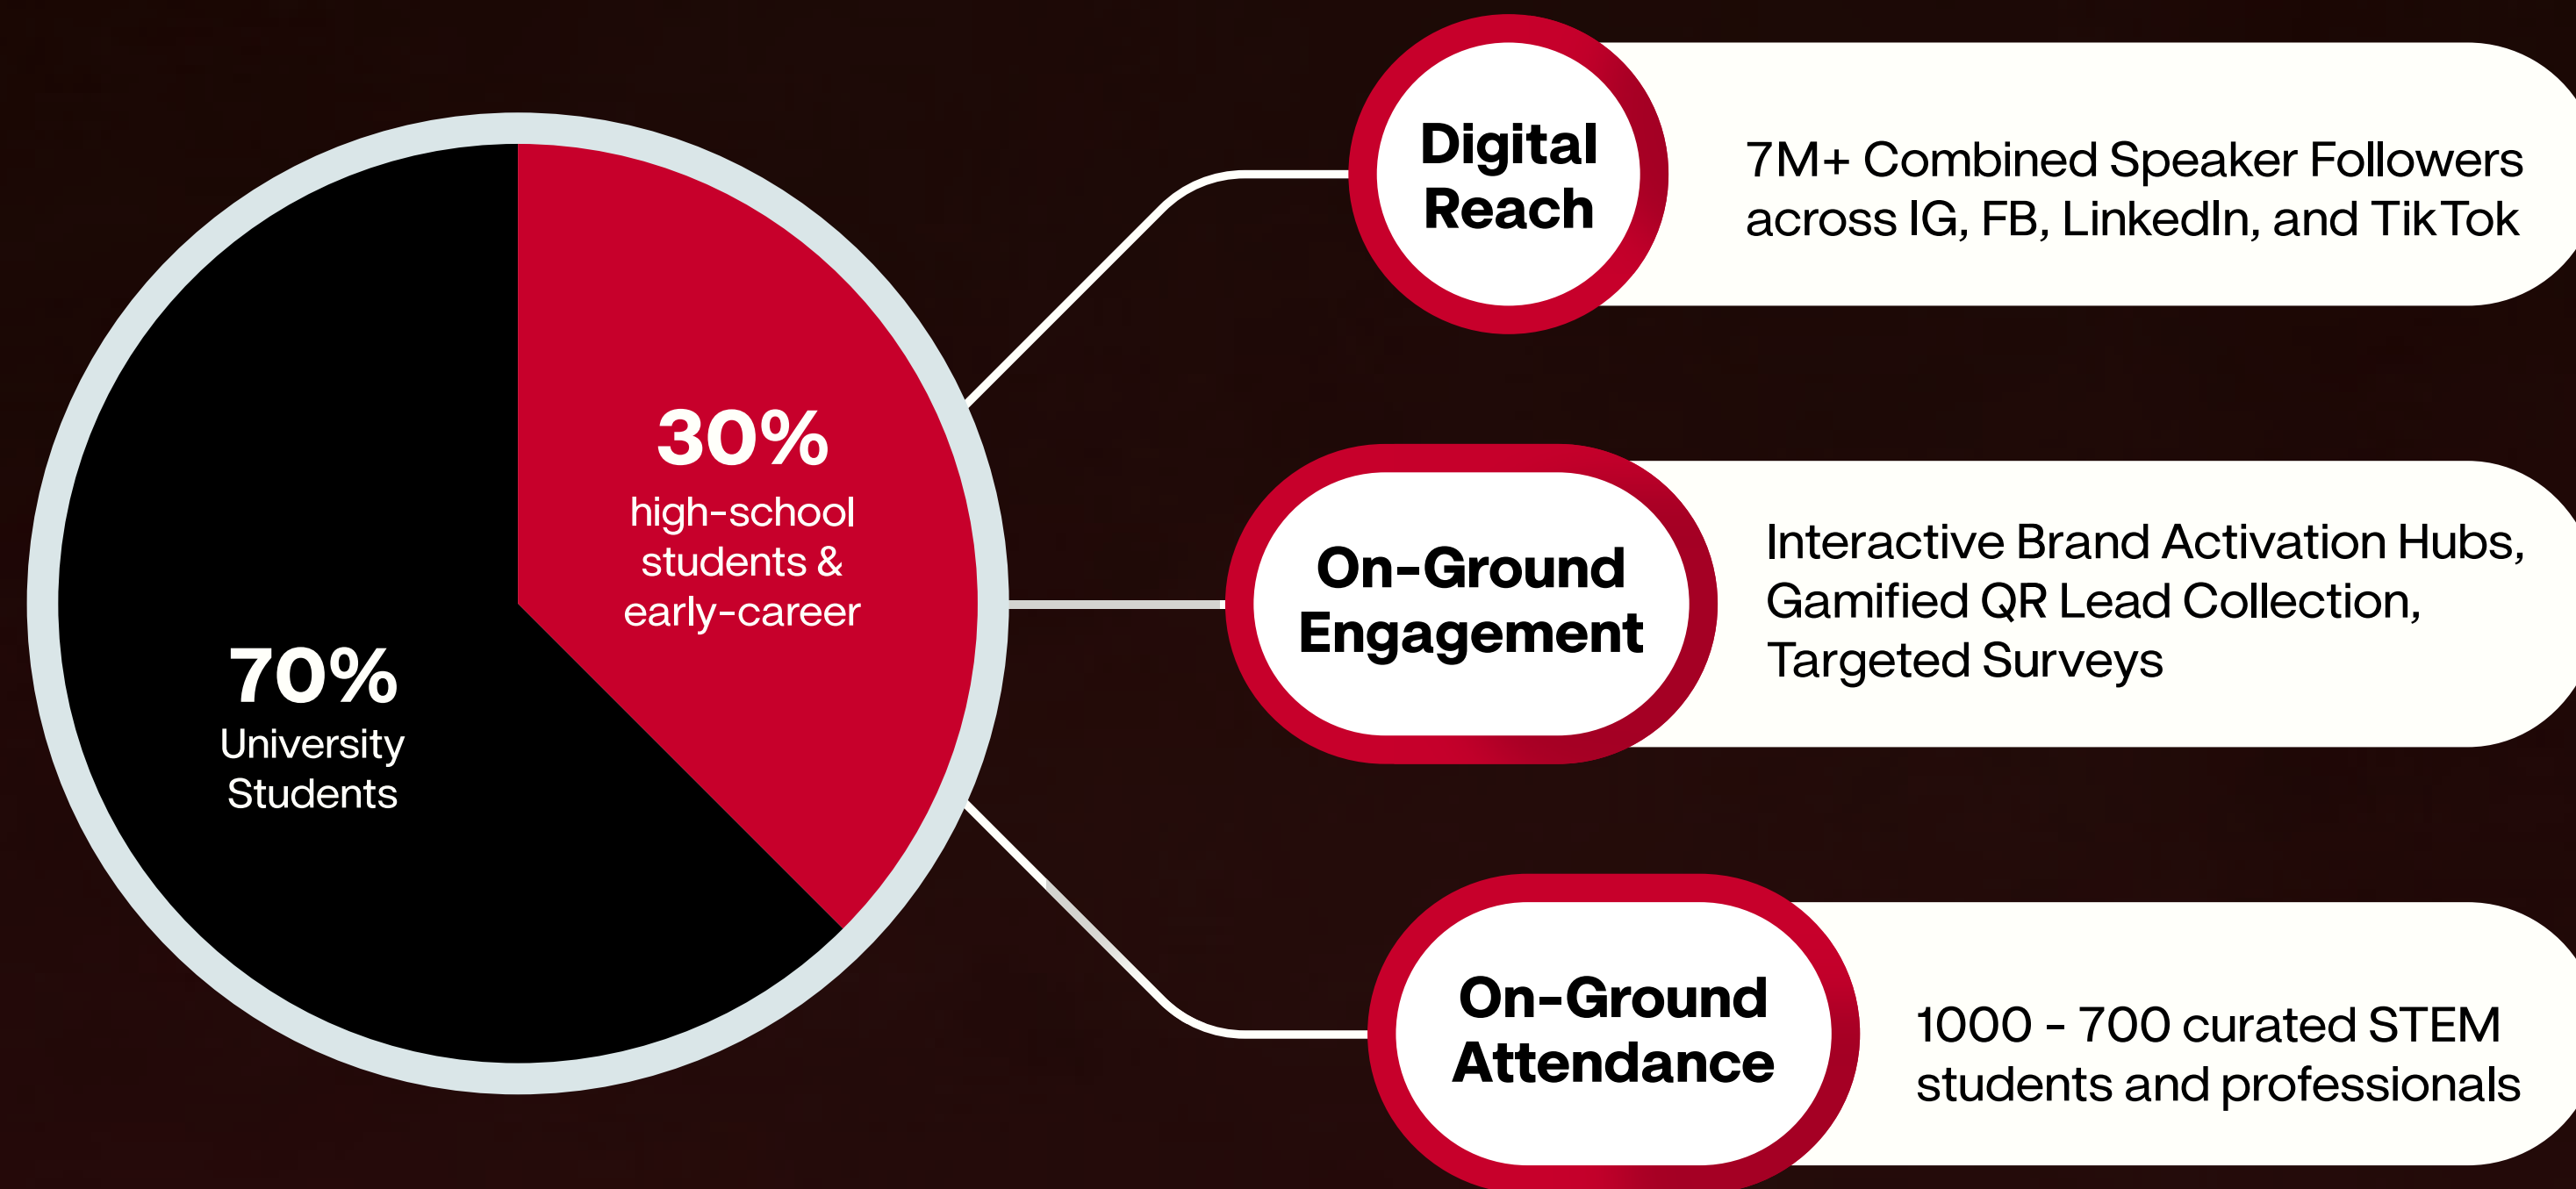 30%
high-school
students &
early-career
70%
University
Students
Digital
Reach
7M+ Combined Speaker Followers
across IG, FB, LinkedIn, and TikTok
On-Ground
Engagement
Interactive Brand Activation Hubs,
Gamified QR Lead Collection,
Targeted Surveys
On-Ground
Attendance
1000 - 700 curated STEM
students and professionals